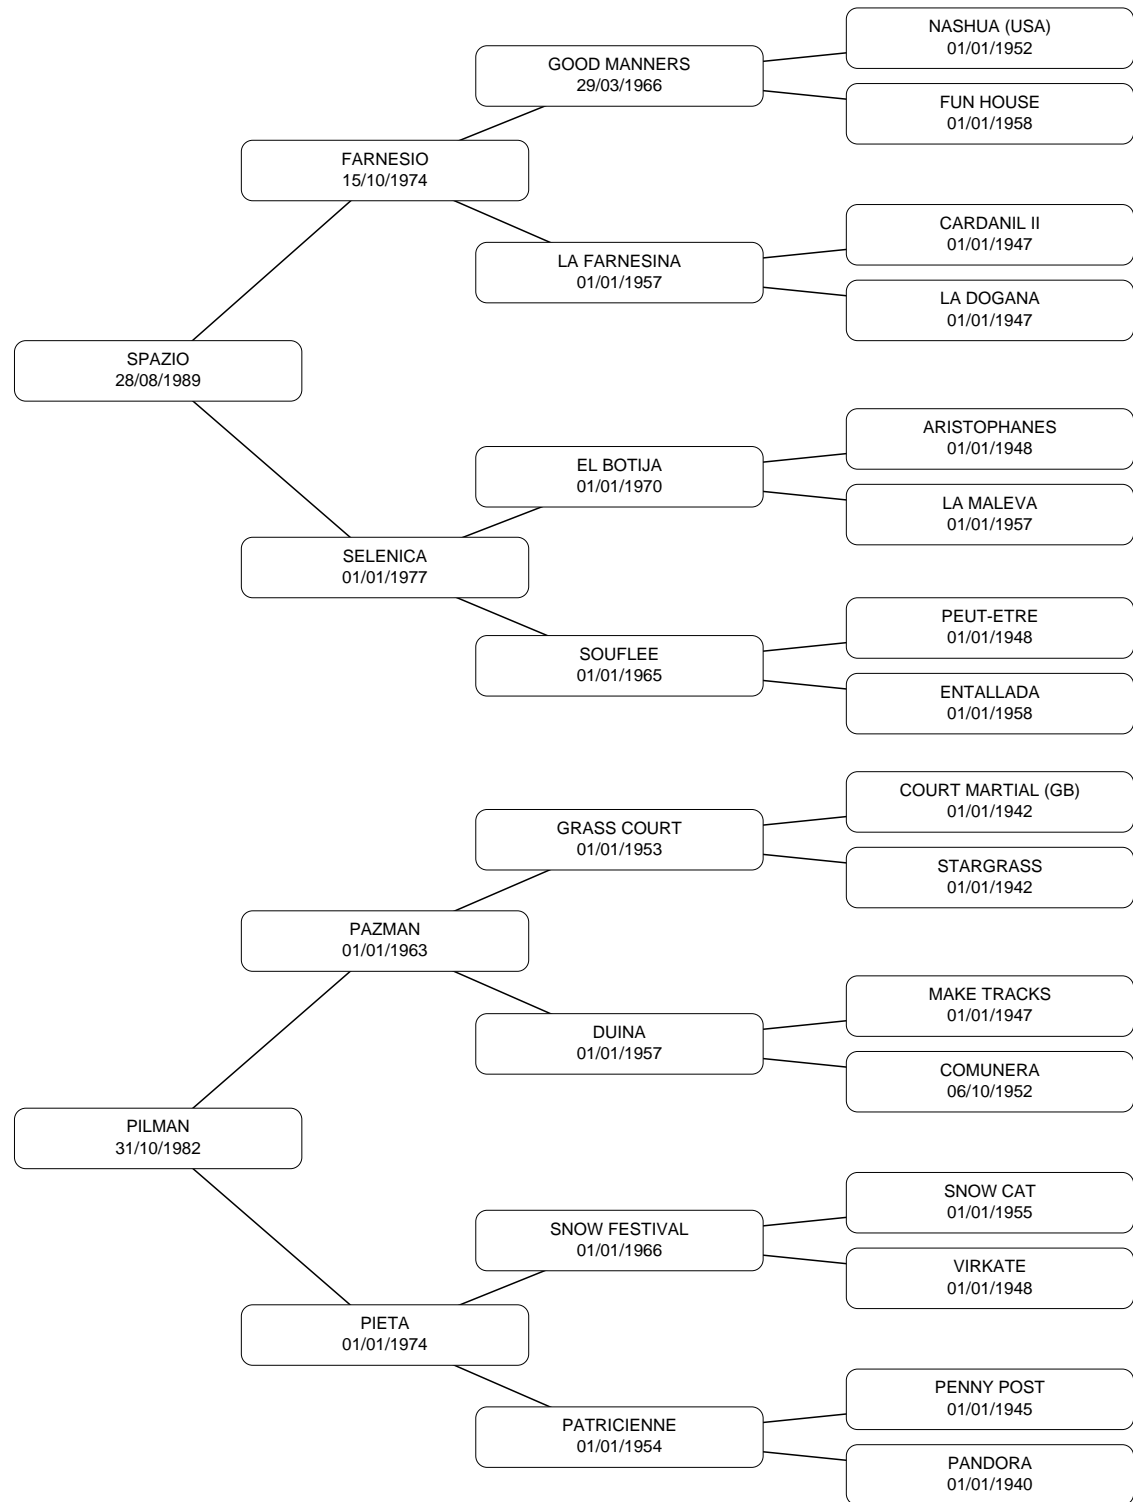 NASHUA (USA)
01/01/1952
GOOD MANNERS
29/03/1966
FUN HOUSE
01/01/1958
FARNESIO
15/10/1974
CARDANIL II
01/01/1947
LA FARNESINA
01/01/1957
LA DOGANA
01/01/1947
SPAZIO
28/08/1989
ARISTOPHANES
01/01/1948
EL BOTIJA
01/01/1970
LA MALEVA
01/01/1957
SELENICA
01/01/1977
PEUT-ETRE
01/01/1948
SOUFLEE
01/01/1965
ENTALLADA
01/01/1958
COURT MARTIAL (GB)
01/01/1942
GRASS COURT
01/01/1953
STARGRASS
01/01/1942
PAZMAN
01/01/1963
MAKE TRACKS
01/01/1947
DUINA
01/01/1957
COMUNERA
06/10/1952
PILMAN
31/10/1982
SNOW CAT
01/01/1955
SNOW FESTIVAL
01/01/1966
VIRKATE
01/01/1948
PIETA
01/01/1974
PENNY POST
01/01/1945
PATRICIENNE
01/01/1954
PANDORA
01/01/1940